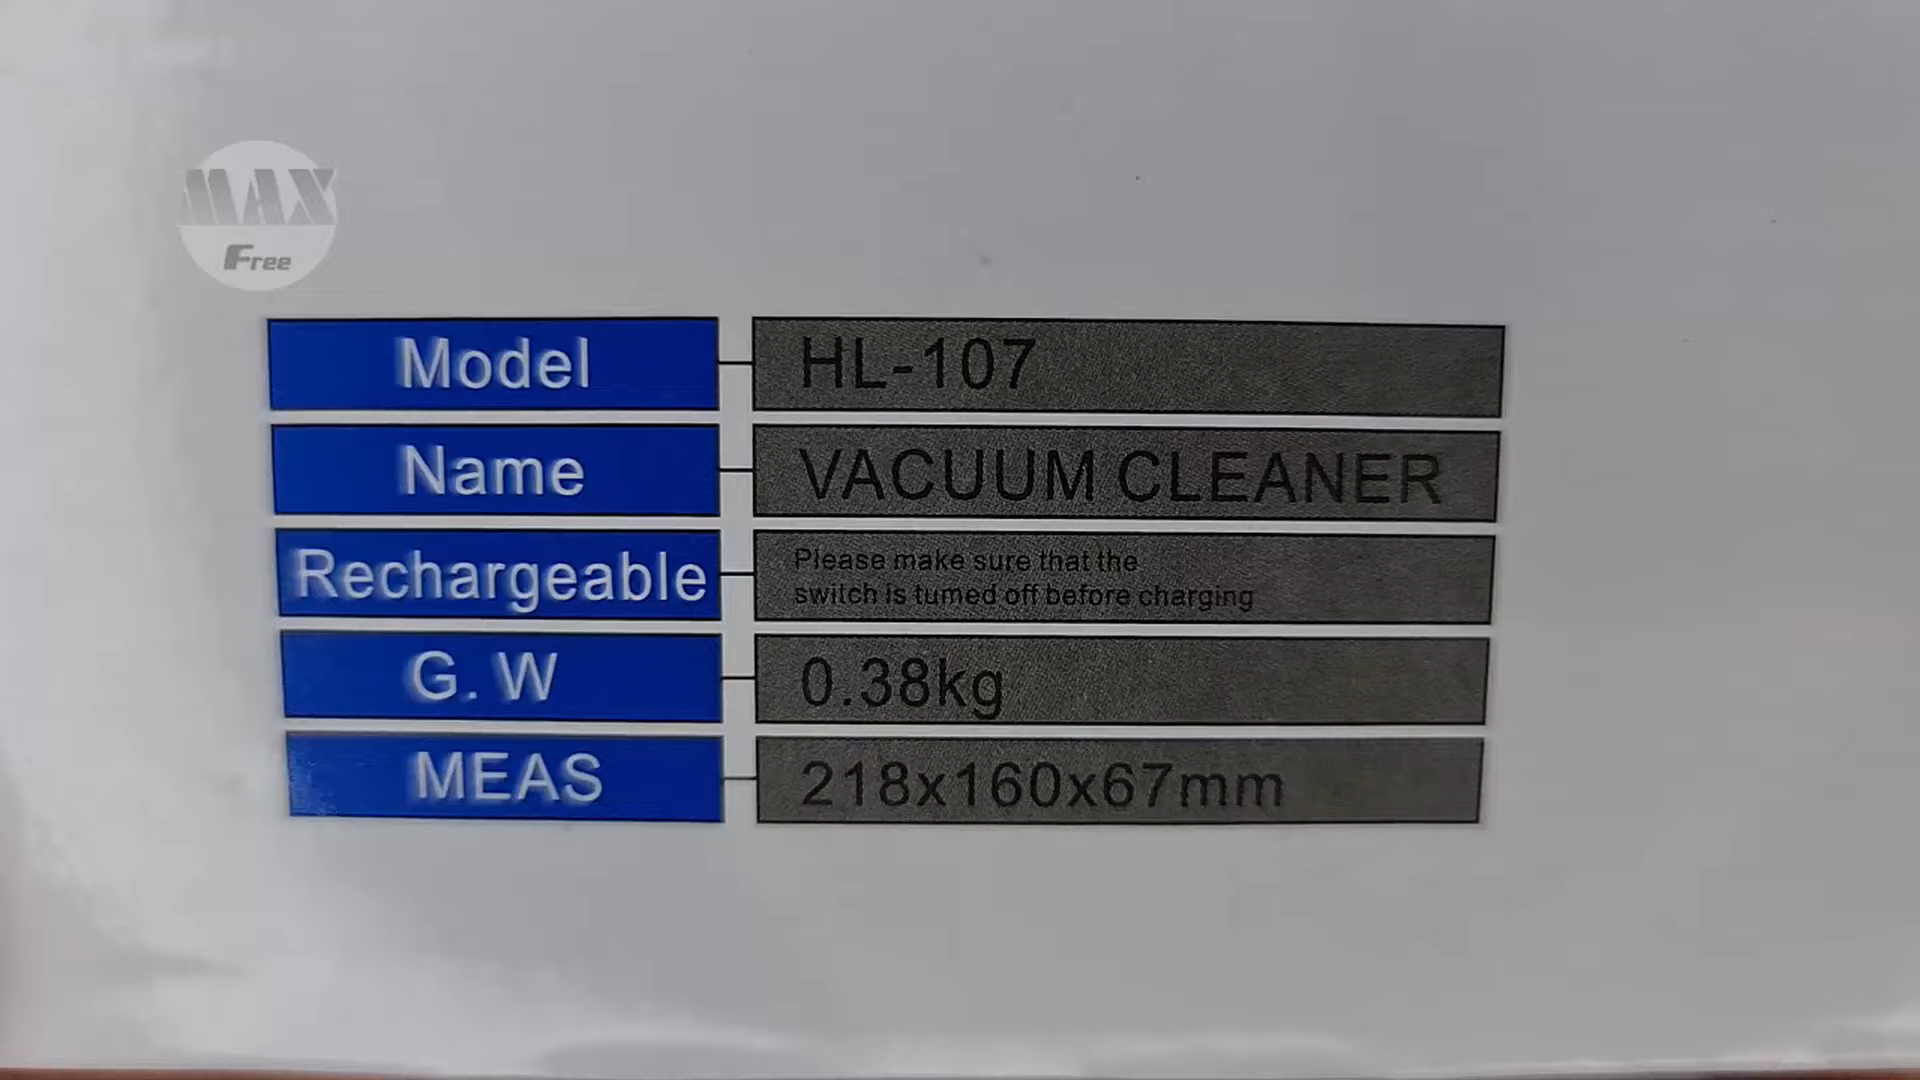 MAX
Free
Model HL-107
Name VACUUM CLEANER
Rechargeable Please make sure that the
switch is tumed off before charging
G. W 0.38kg
MEAS 218x160x67mm